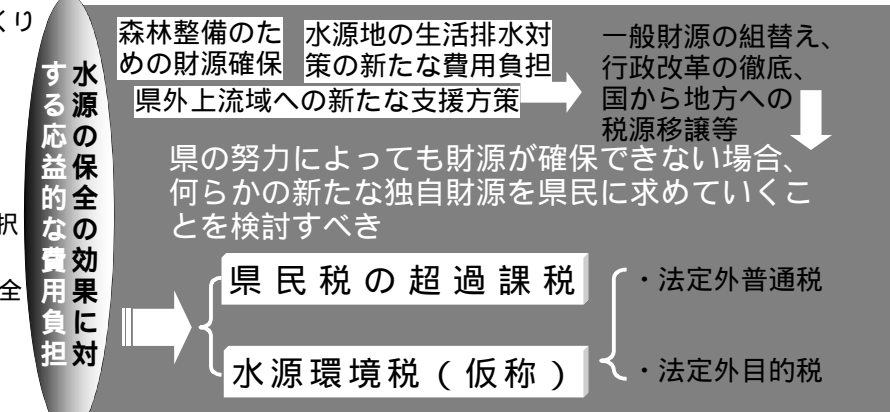 くり
択
全
水源の保全の効果に対
する応益的な費用負担
森林整備のた
めの財源確保
水源地の生活排水対
策の新たな費用負担
県外上流域への新たな支援方策
一般財源の組替え、
行政改革の徹底、
国から地方への
税源移譲等
県の努力によっても財源が確保できない場合、
何らかの新たな独自財源を県民に求めていくこ
とを検討すべき
県民税の超過課税
水源環境税(仮称)
・法定外普通税
・法定外目的税